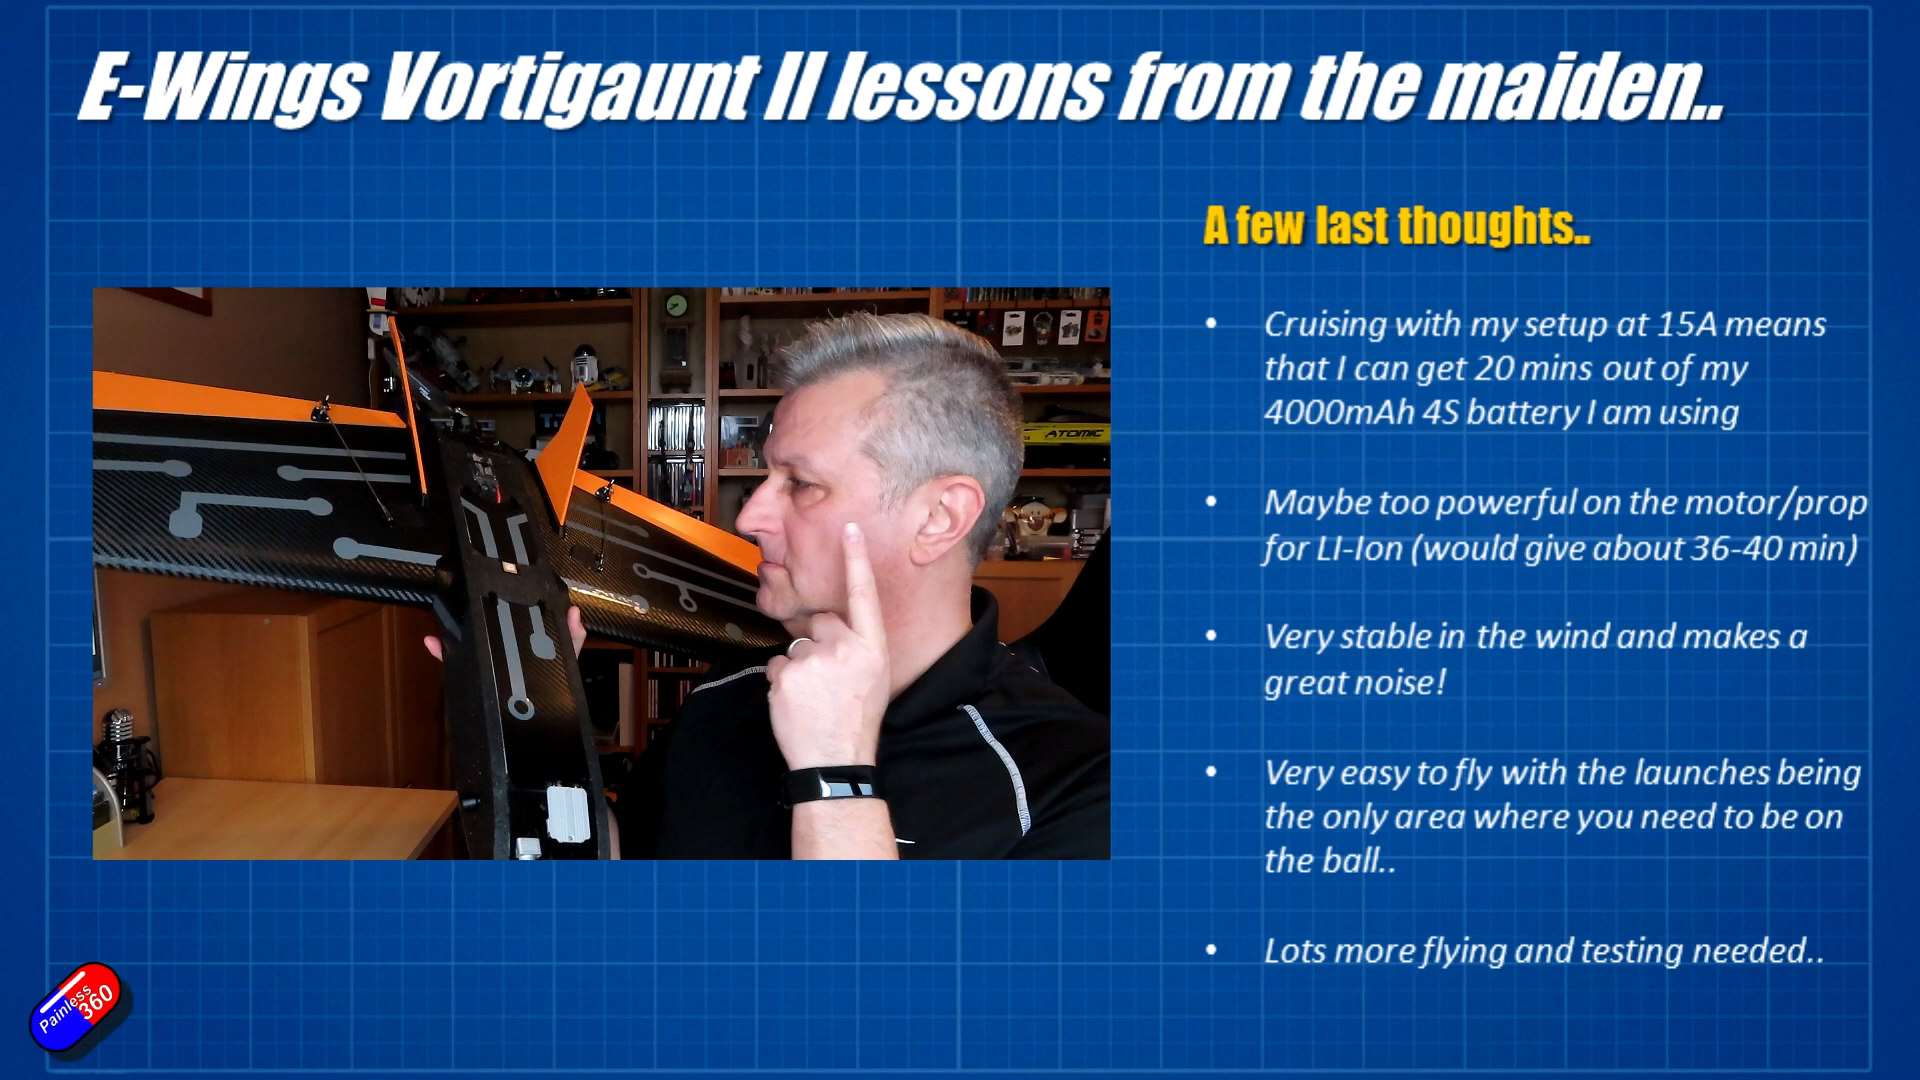 E-Wings Vortigaunt II lessons from the maiden..
A few last thoughts..
• Cruising with my setup at 15A means
that I can get 20 mins out of my
4000mAh 4S battery I am using
• Maybe too powerful on the motor/prop
for LI-Ion (would give about 36-40 min)
• Very stable in the wind and makes a
great noise!
• Very easy to fly with the launches being
the only area where you need to be on
the ball..
• Lots more flying and testing needed..
ATOMIC
Painless
360